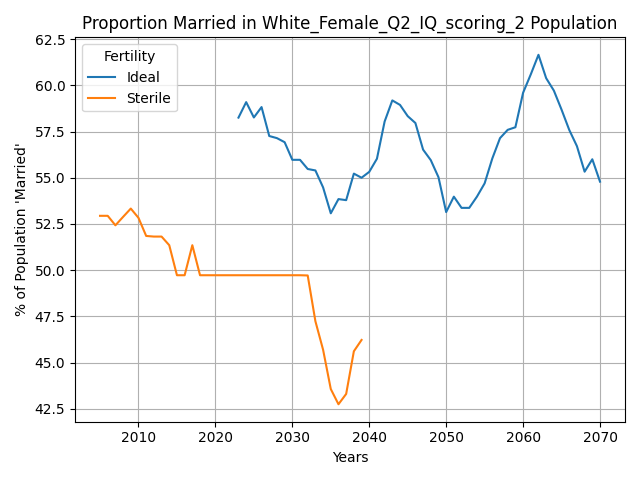 Proportion Married in White_Female_Q2_IQ_scoring_2 Population
% of Population 'Married'
62.5
60.0
57.5
55.0
52.5
50.0
47.5
45.0
42.5
Fertility
Ideal
Sterile
2010 2020 2030 2040 2050 2060 2070
Years